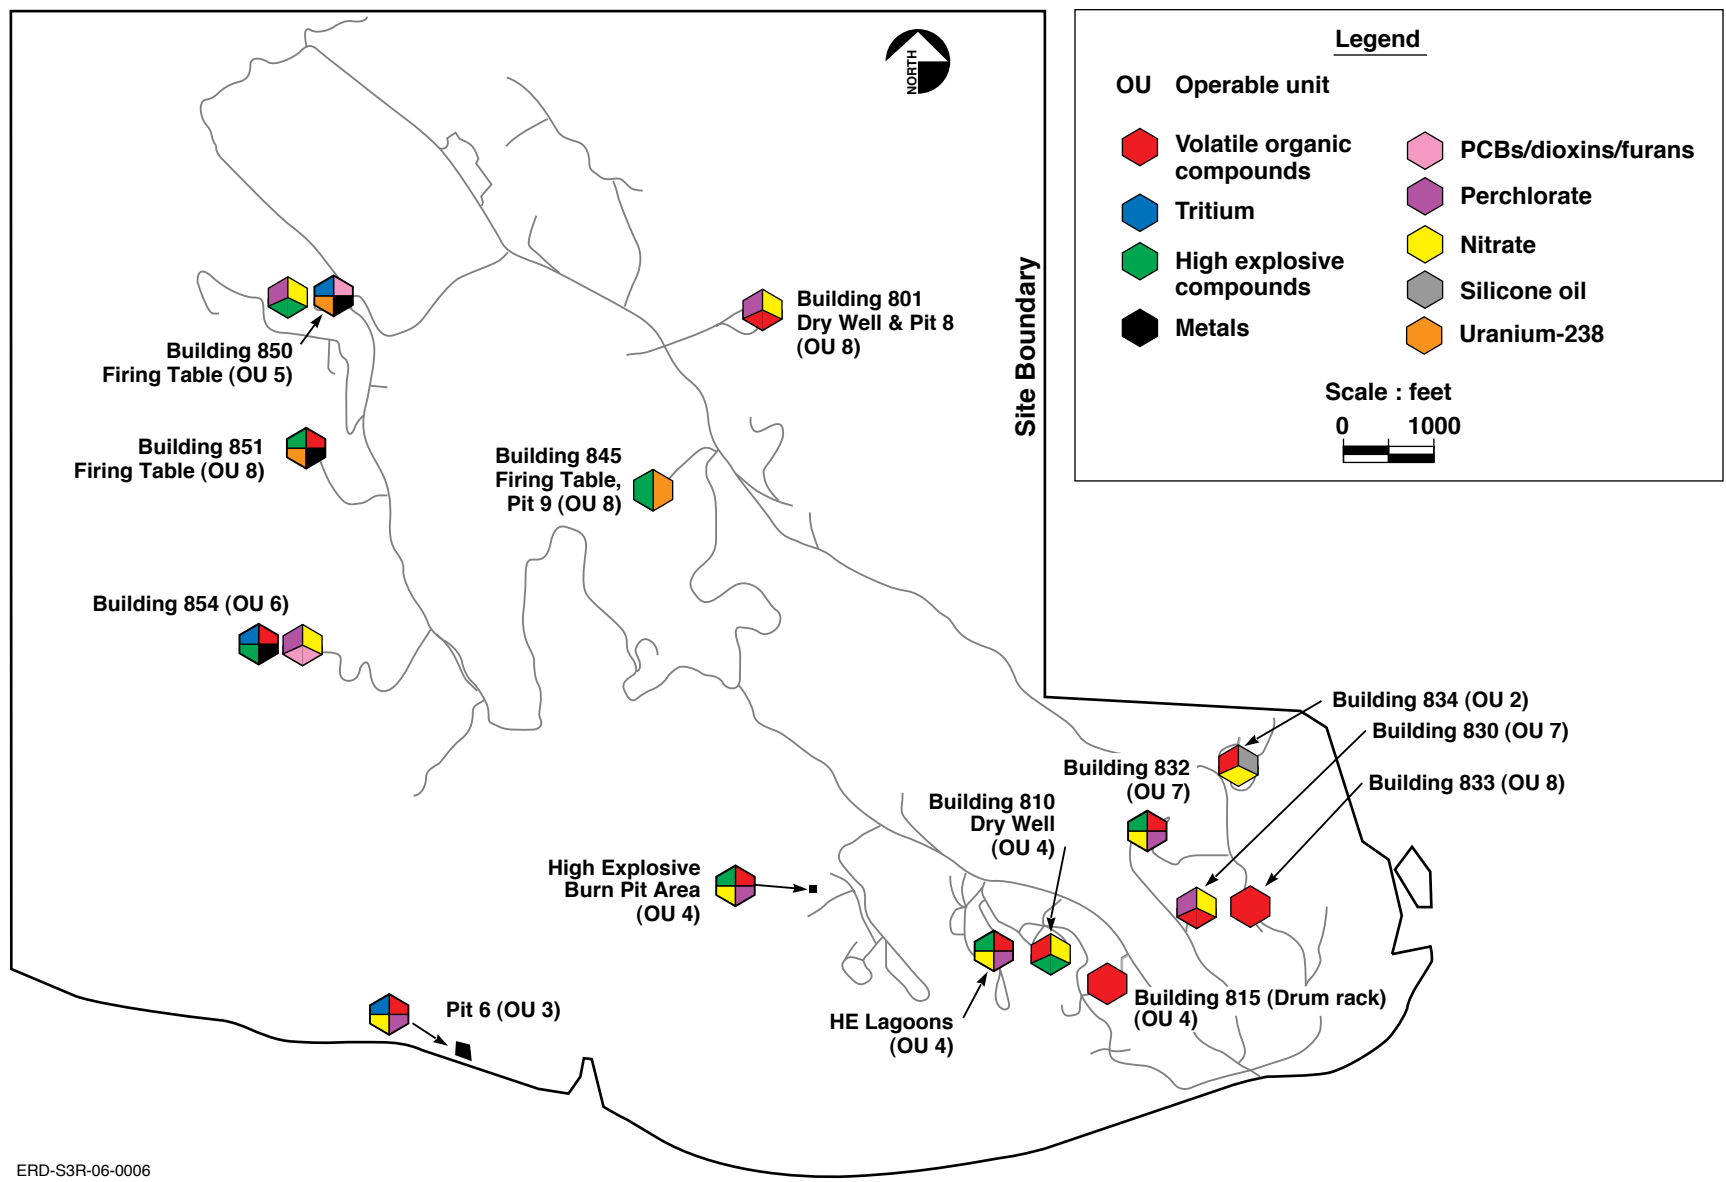 NORTH
Legend
OU Operable unit
Volatile organic
compounds
Tritium
High explosive
compounds
Metals
PCBs/dioxins/furans
Perchlorate
Nitrate
Silicone oil
Uranium-238
Scale : feet
0 1000
Site Boundary
Building 801
Dry Well & Pit 8
(OU 8)
Building 850
Firing Table (OU 5)
Building 851
Firing Table (OU 8)
Building 845
Firing Table,
Pit 9 (OU 8)
Building 854 (OU 6)
Building 834 (OU 2)
Building 830 (OU 7)
Building 832
(OU 7)
Building 833 (OU 8)
Building 810
Dry Well
(OU 4)
High Explosive
Burn Pit Area
(OU 4)
Building 815 (Drum rack)
(OU 4)
HE Lagoons
(OU 4)
Pit 6 (OU 3)
ERD-S3R-06-0006